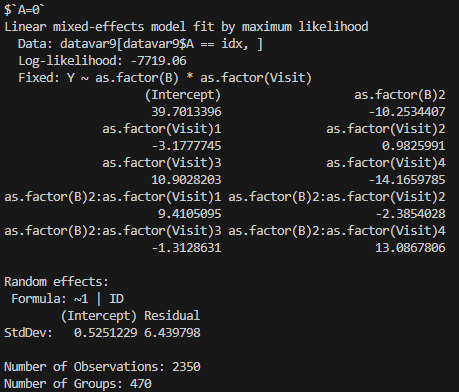 $`A=0`
Linear mixed-effects model fit by maximum likelihood
  Data: datavar9[datavar9$A == idx, ]
  Log-likelihood: -7719.06
  Fixed: Y ~ as.factor(B) * as.factor(Visit)
                 (Intercept)               as.factor(B)2
                  39.7013396                 -10.2534407
           as.factor(Visit)1           as.factor(Visit)2
                  -3.1777745                   0.9825991
           as.factor(Visit)3           as.factor(Visit)4
                  10.9028203                 -14.1659785
as.factor(B)2:as.factor(Visit)1 as.factor(B)2:as.factor(Visit)2
                   9.4105095                  -2.3854028
as.factor(B)2:as.factor(Visit)3 as.factor(B)2:as.factor(Visit)4
                  -1.3128631                  13.0867806

Random effects:
 Formula: ~1 | ID
        (Intercept) Residual
StdDev:   0.5251229 6.439798

Number of Observations: 2350
Number of Groups: 470